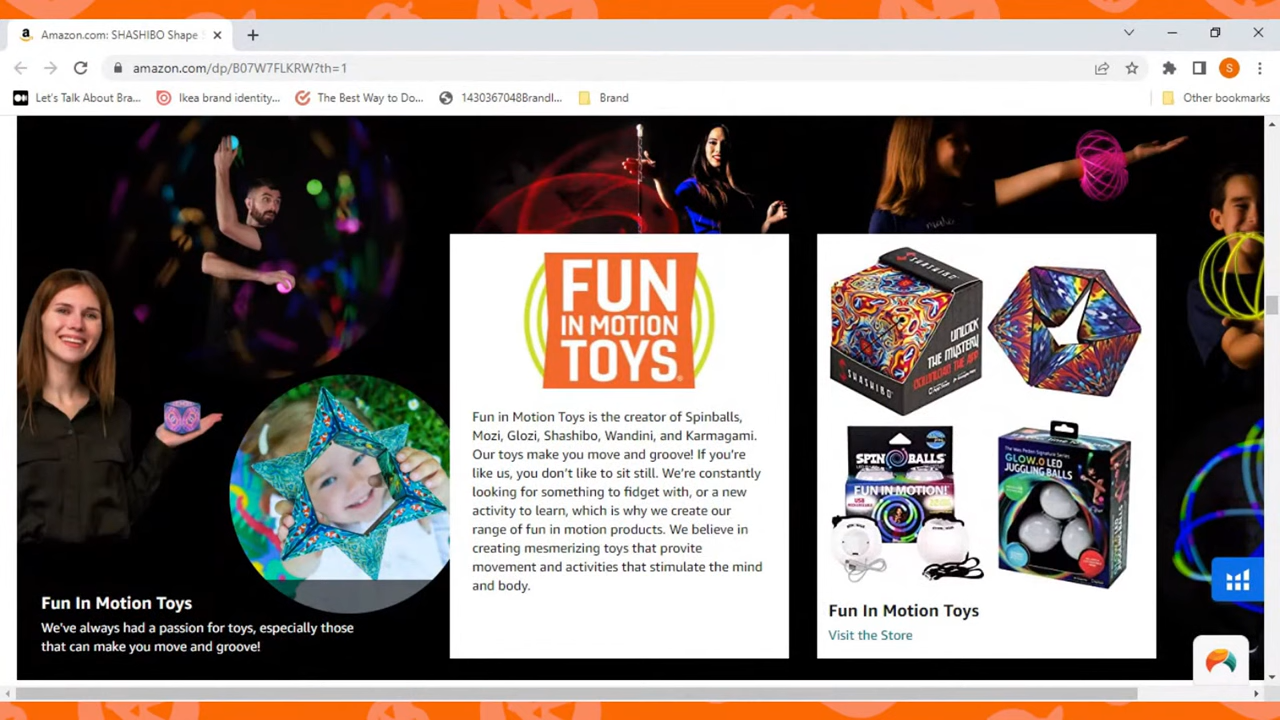 Amazon.com: SHASHIBO Shape S
amazon.com/dp/B07W7FLKRW?th=1
S
Let's Talk About Bra...
Ikea brand identity...
The Best Way to Do...
1430367048Brandl...
Brand
Other bookmarks
FUN
IN MOTION
TOYS®
Fun in Motion Toys is the creator of Spinballs,
Mozi, Glozi, Shashibo, Wandini, and Karmagami.
Our toys make you move and groove! If you're
like us, you don't like to sit still. We're constantly
looking for something to fidget with, or a new
activity to learn, which is why we create our
range of fun in motion products. We believe in
creating mesmerizing toys that provite
movement and activities that stimulate the mind
and body.
SHASHIBO
UNLOCK
THE MYSTERY
DOWNLOAD THE APP
SHASHIBO
SPIN BALLS
FUN IN MOTION!
GLOW.0 LED
JUGGLING BALLS
Fun In Motion Toys
Visit the Store
Fun In Motion Toys
We've always had a passion for toys, especially those
that can make you move and groove!